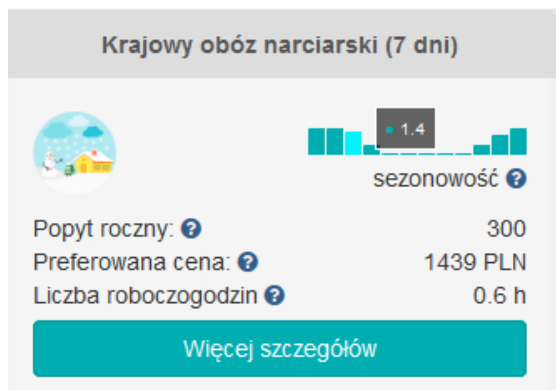 Krajowy obóz narciarski (7 dni)
1.4
sezonowość ?
Popyt roczny: ? 300
Preferowana cena: ? 1439 PLN
Liczba roboczogodzin ? 0.6 h
Więcej szczegółów